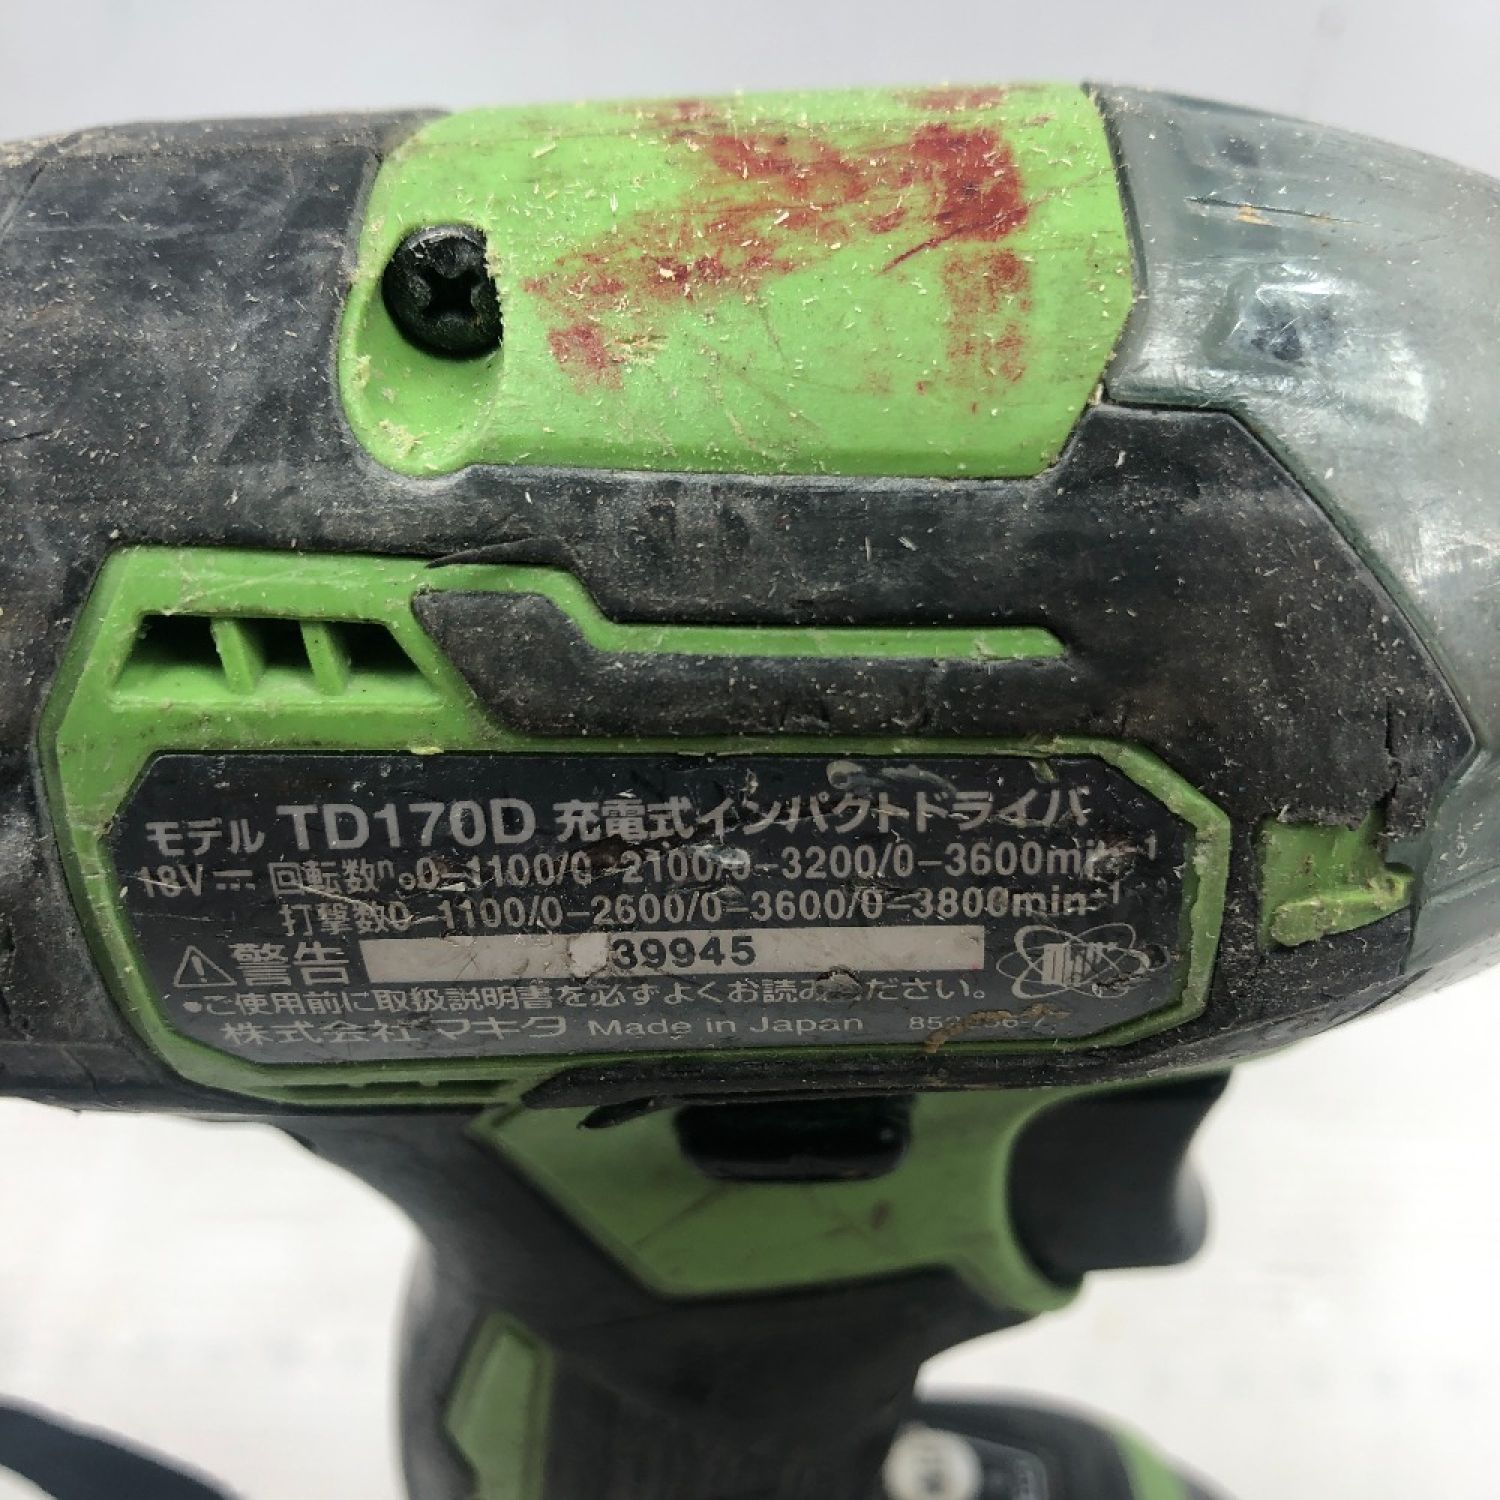 モデル TD170D 充電式インパクトドライバ
18V⎓ 回転数n₀0-1100/0-2100/0-3200/0-3600min⁻¹
打撃数0-1100/0-2600/0-3600/0-3800min⁻¹
⚠警告 39945
●ご使用前に取扱説明書を必ずよくお読みください。
株式会社 マキタ Made in Japan